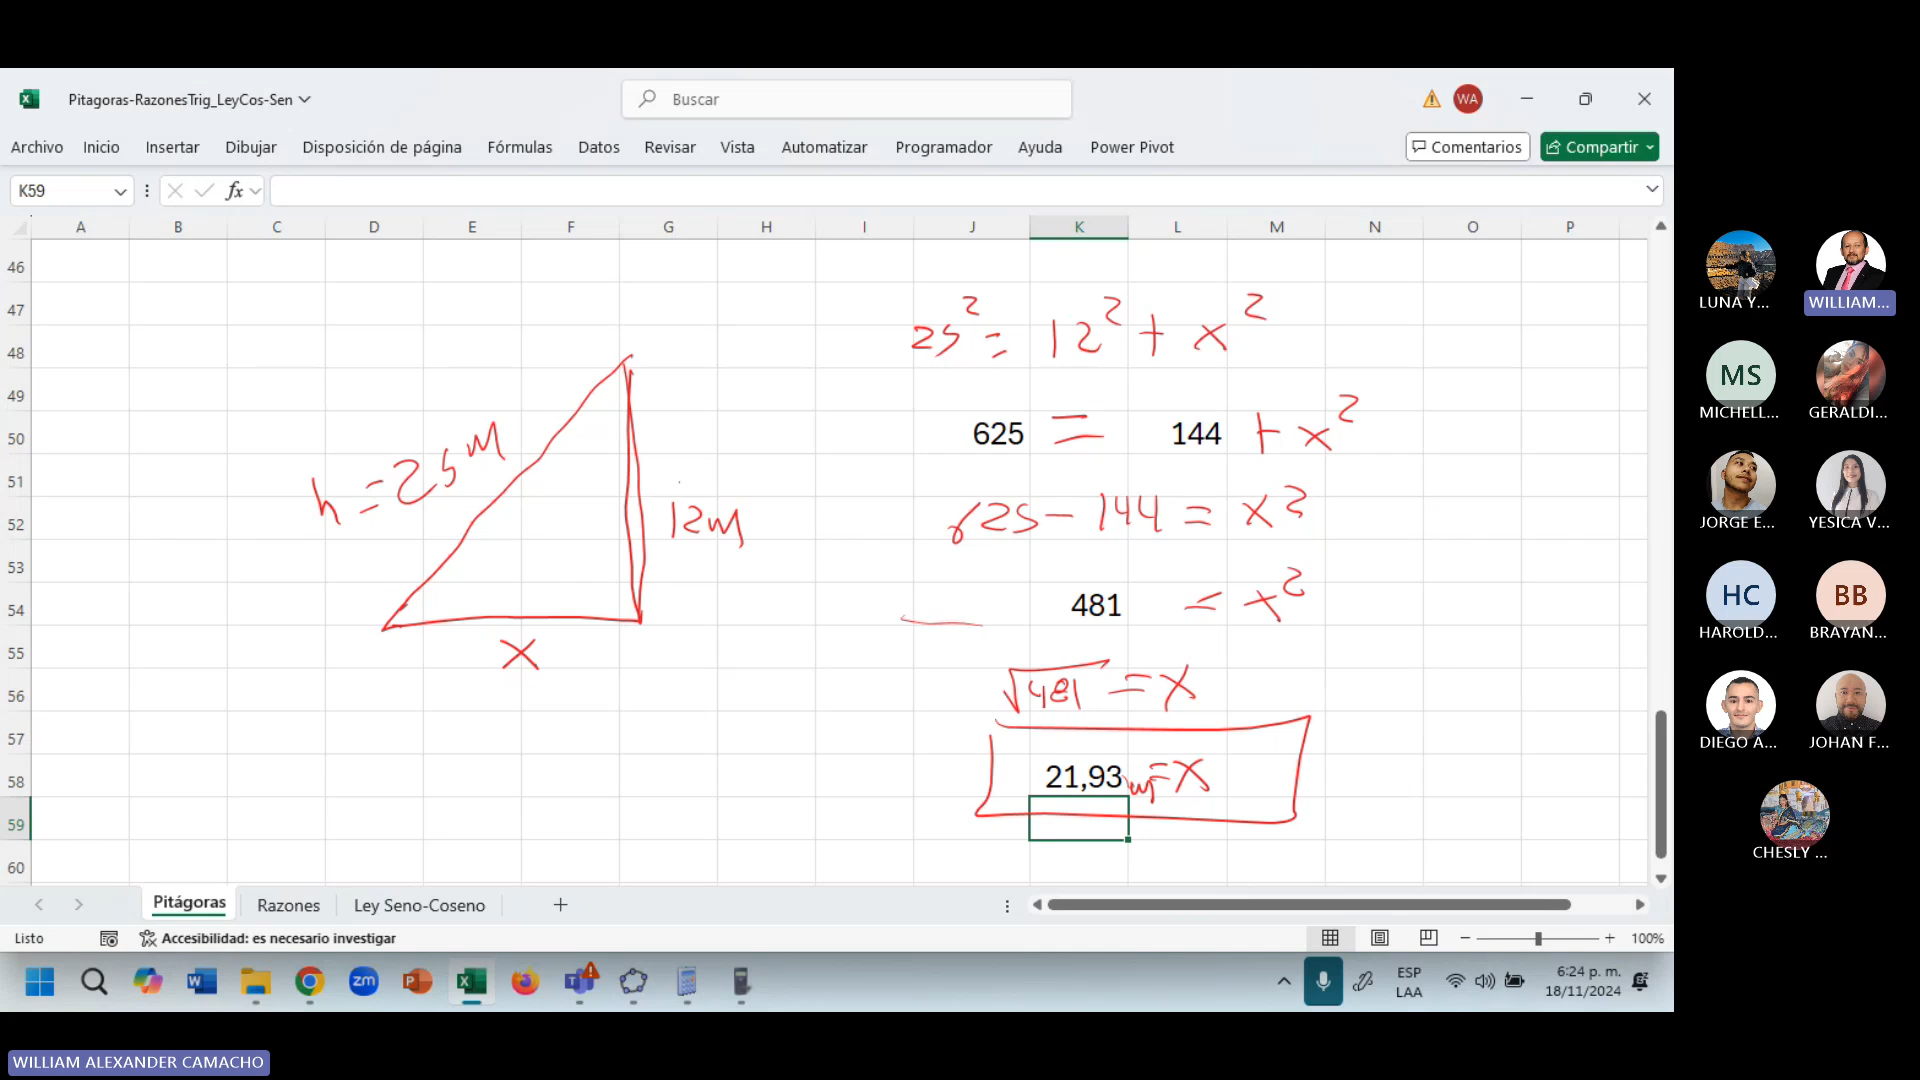 Pitagoras-RazonesTrig_LeyCos-Sen
Buscar
WA
Archivo Inicio Insertar Dibujar Disposición de página Fórmulas Datos Revisar Vista Automatizar Programador Ayuda Power Pivot
Comentarios Compartir
K59 fx
A B C D E F G H I J K L M N O P
46
47
48
49
50
51
52
53
54
55
56
57
58
59
60
h = 25 M
12M
X
25² = 12² + x²
625 = 144 + x²
625 - 144 = x²
481 = x²
√481 = X
21,93 m = X
Pitágoras Razones Ley Seno-Coseno +
Listo Accesibilidad: es necesario investigar 100%
zm
ESP
LAA
6:24 p. m.
18/11/2024
LUNA Y...
WILLIAM...
MS
MICHELL...
GERALDI...
JORGE E...
YESICA V...
HC
HAROLD...
BB
BRAYAN...
DIEGO A...
JOHAN F...
CHESLY ...
WILLIAM ALEXANDER CAMACHO